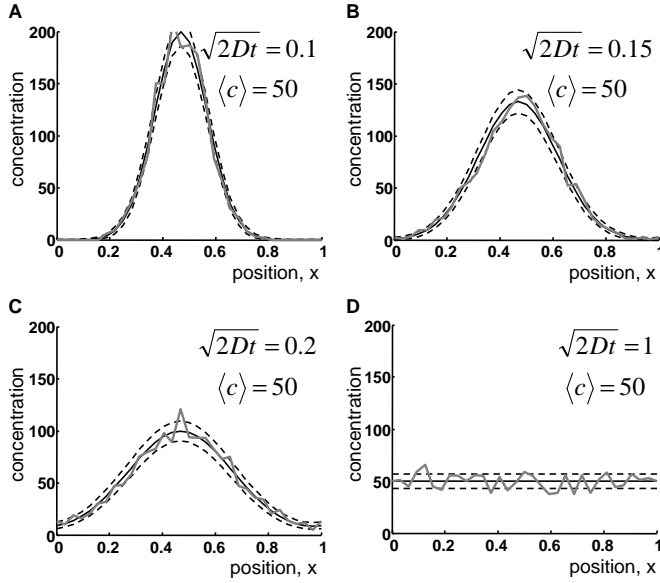 A
√2Dt = 0.1
⟨c⟩ = 50
concentration
200
150
100
50
0
0 0.2 0.4 0.6 0.8 1
position, x
B
√2Dt = 0.15
⟨c⟩ = 50
concentration
200
150
100
50
0
0 0.2 0.4 0.6 0.8 1
position, x
C
√2Dt = 0.2
⟨c⟩ = 50
concentration
200
150
100
50
0
0 0.2 0.4 0.6 0.8 1
position, x
D
√2Dt = 1
⟨c⟩ = 50
concentration
200
150
100
50
0
0 0.2 0.4 0.6 0.8 1
position, x